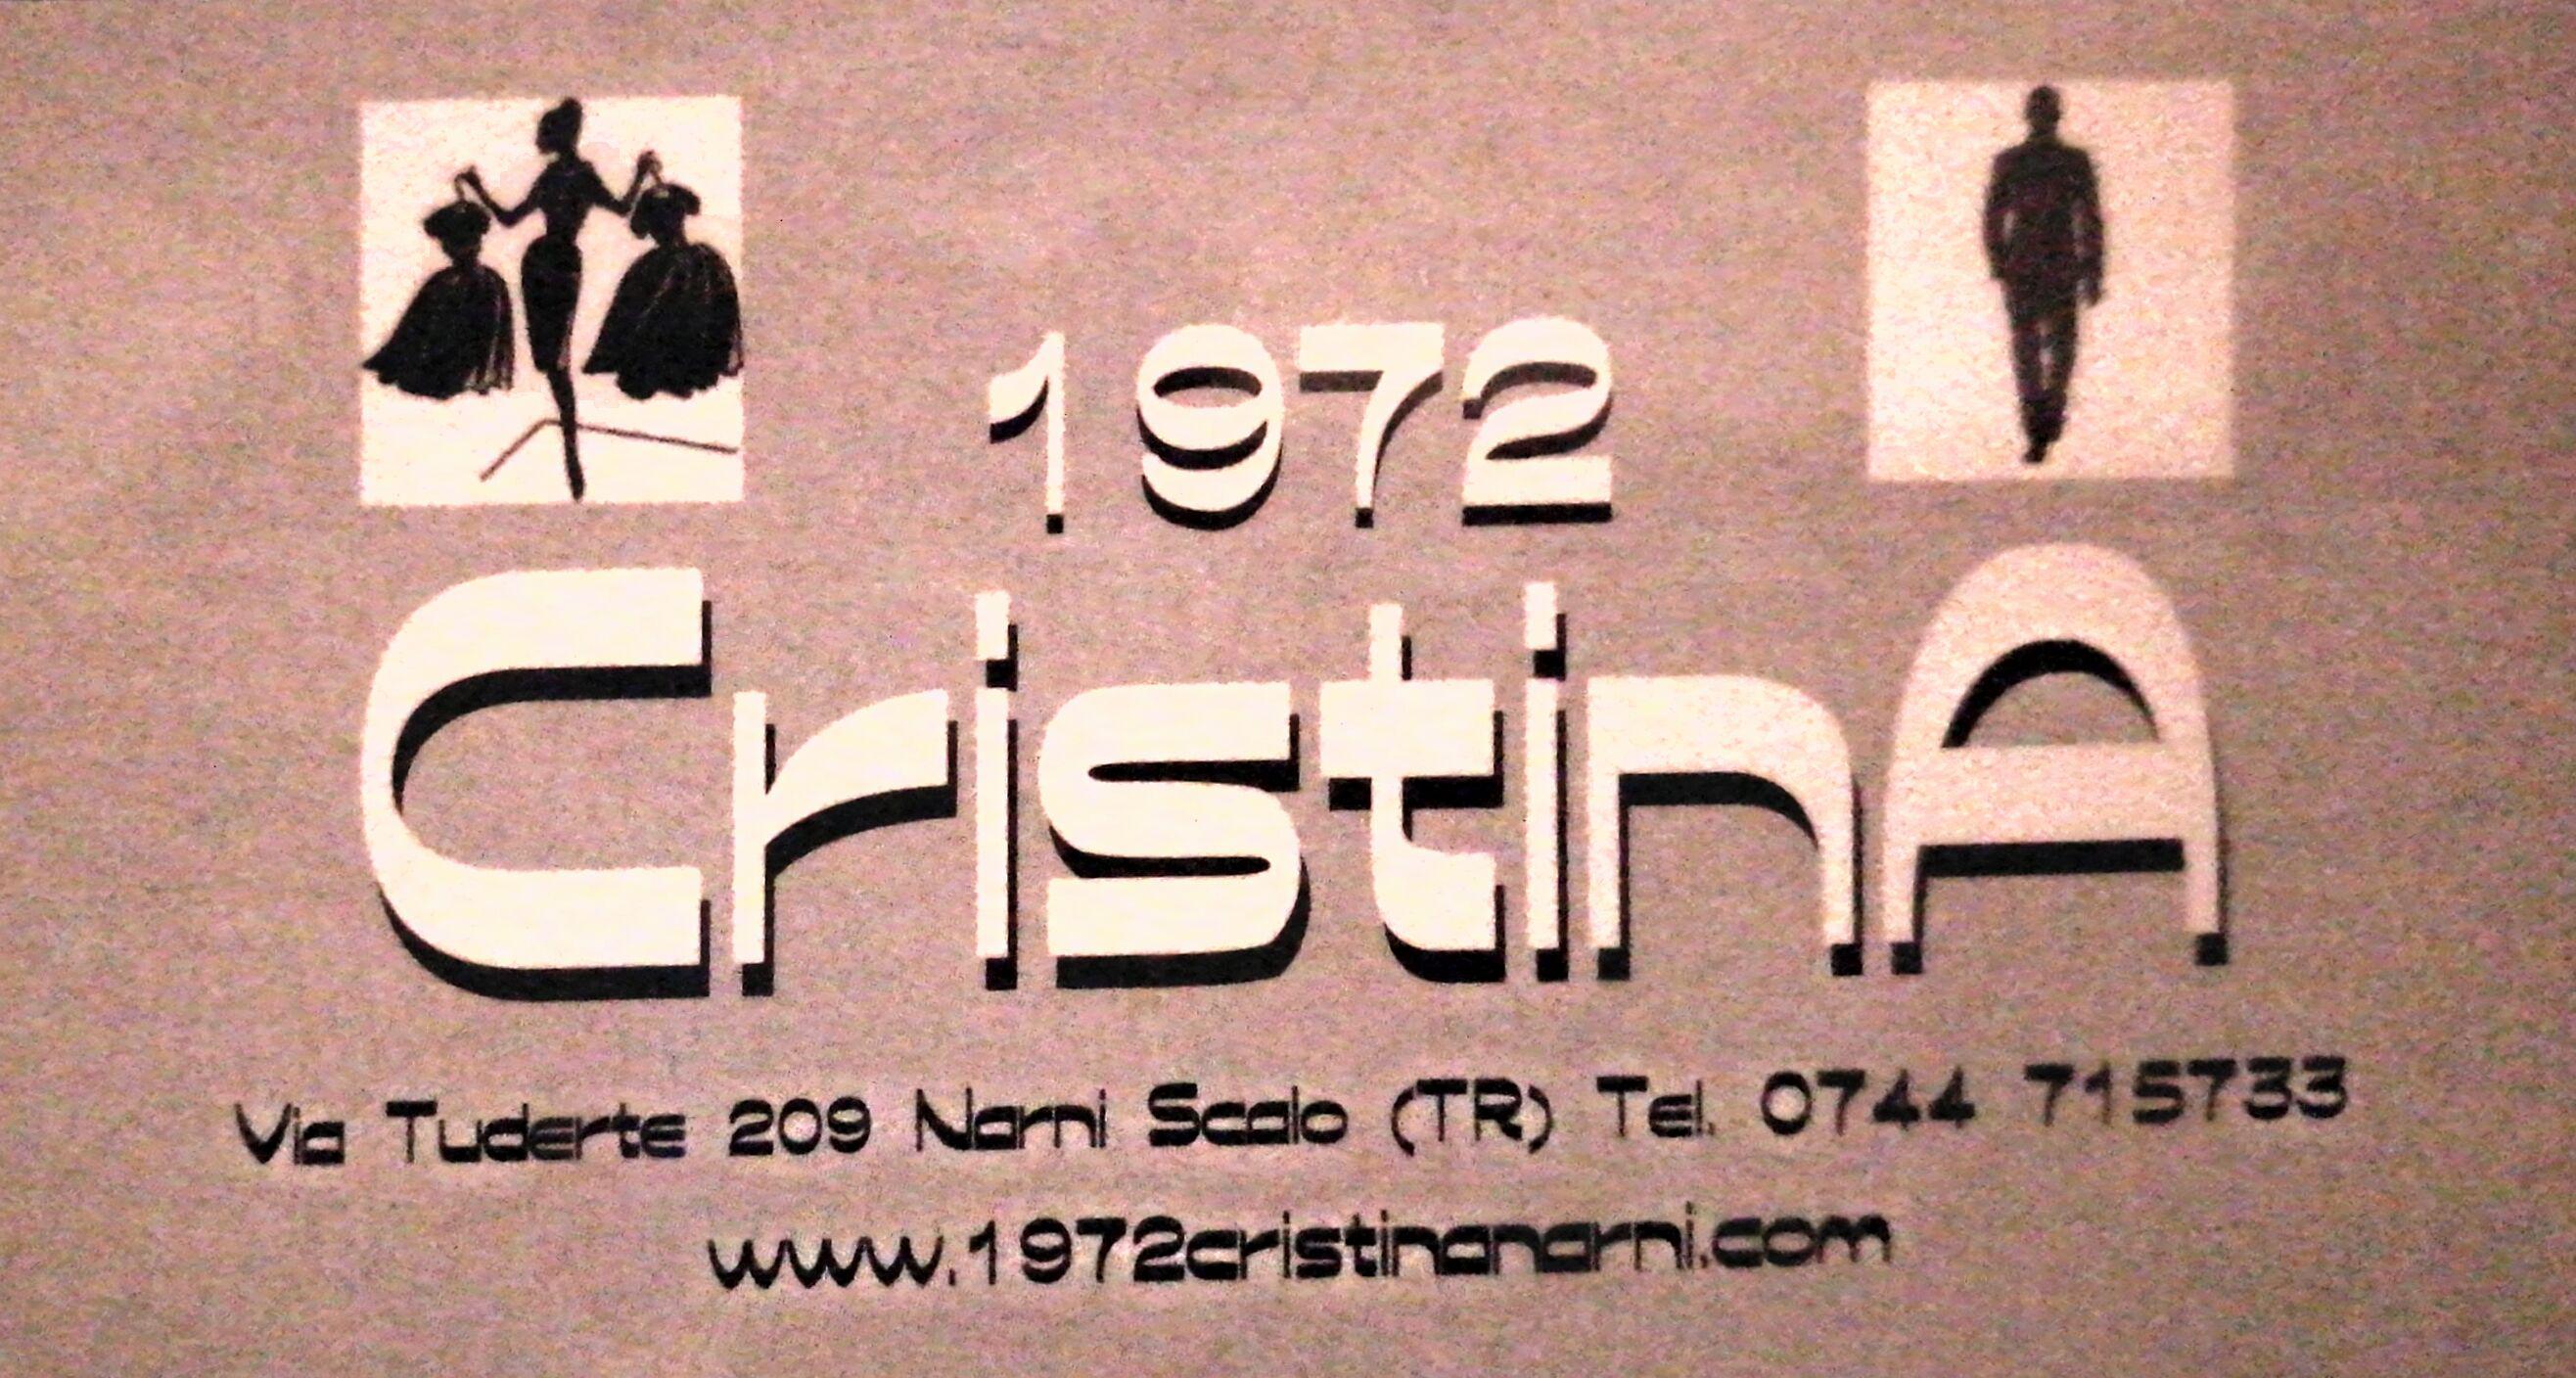 1972
CristinA
Via Tuderte 209 Narni Scalo (TR) Tel. 0744 715733
www.1972cristinanarni.com